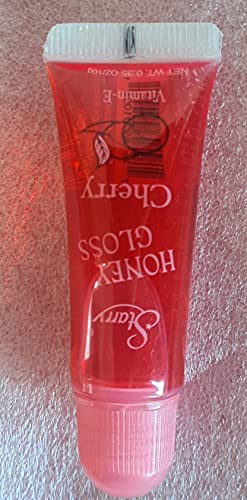 Starry
HONEY
GLOSS
Cherry
Vitamin-E
NET WT. 0.35 OZ/10g